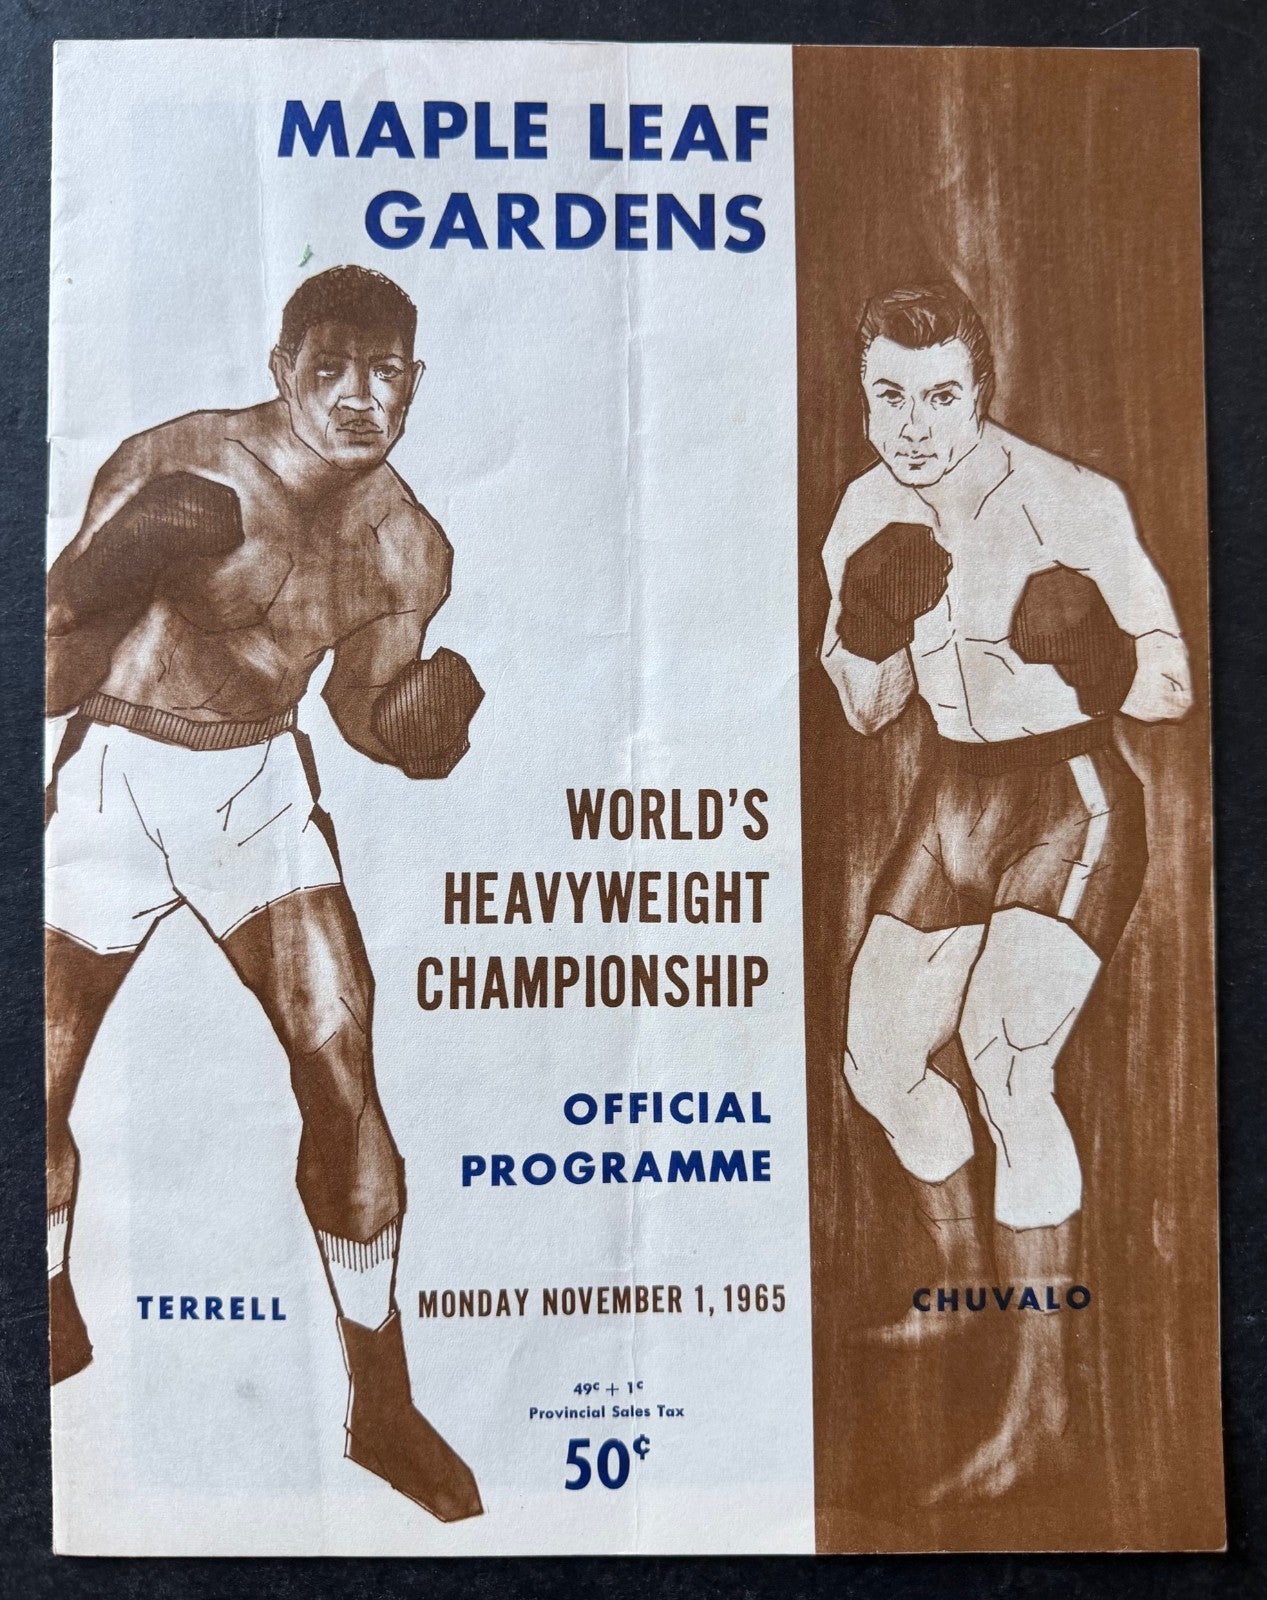 MAPLE LEAF
GARDENS
WORLD'S
HEAVYWEIGHT
CHAMPIONSHIP
OFFICIAL
PROGRAMME
TERRELL
MONDAY NOVEMBER 1, 1965
CHUVALO
49¢ + 1¢
Provincial Sales Tax
50¢